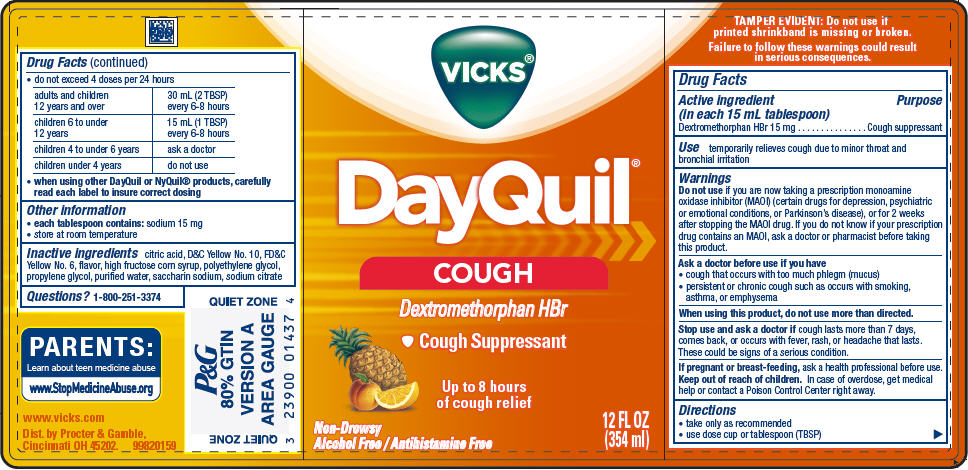 Drug Facts (continued)
• do not exceed 4 doses per 24 hours
adults and children 12 years and over 30 mL (2 TBSP) every 6-8 hours
children 6 to under 12 years 15 mL (1 TBSP) every 6-8 hours
children 4 to under 6 years ask a doctor
children under 4 years do not use
• when using other DayQuil or NyQuil® products, carefully
read each label to insure correct dosing
Other information
• each tablespoon contains: sodium 15 mg
• store at room temperature
Inactive ingredients citric acid, D&C Yellow No. 10, FD&C
Yellow No. 6, flavor, high fructose corn syrup, polyethylene glycol,
propylene glycol, purified water, saccharin sodium, sodium citrate
Questions? 1-800-251-3374
PARENTS:
Learn about teen medicine abuse
www.StopMedicineAbuse.org
www.vicks.com
Dist. by Procter & Gamble,
Cincinnati OH 45202. 99820159
QUIET ZONE
P&G
80% GTIN
VERSION A
AREA GAUGE
3 23900 01437 4
QUIET ZONE
VICKS®
DayQuil®
COUGH
Dextromethorphan HBr
Cough Suppressant
Up to 8 hours
of cough relief
Non-Drowsy
Alcohol Free / Antihistamine Free
12 FL OZ
(354 ml)
TAMPER EVIDENT: Do not use if
printed shrinkband is missing or broken.
Failure to follow these warnings could result
in serious consequences.
Drug Facts
Active ingredient Purpose
(in each 15 mL tablespoon)
Dextromethorphan HBr 15 mg . . . . . . . . . . . . . . . Cough suppressant
Use temporarily relieves cough due to minor throat and
bronchial irritation
Warnings
Do not use if you are now taking a prescription monoamine
oxidase inhibitor (MAOI) (certain drugs for depression, psychiatric
or emotional conditions, or Parkinson's disease), or for 2 weeks
after stopping the MAOI drug. If you do not know if your prescription
drug contains an MAOI, ask a doctor or pharmacist before taking
this product.
Ask a doctor before use if you have
• cough that occurs with too much phlegm (mucus)
• persistent or chronic cough such as occurs with smoking,
asthma, or emphysema
When using this product, do not use more than directed.
Stop use and ask a doctor if cough lasts more than 7 days,
comes back, or occurs with fever, rash, or headache that lasts.
These could be signs of a serious condition.
If pregnant or breast-feeding, ask a health professional before use.
Keep out of reach of children. In case of overdose, get medical
help or contact a Poison Control Center right away.
Directions
• take only as recommended
• use dose cup or tablespoon (TBSP)